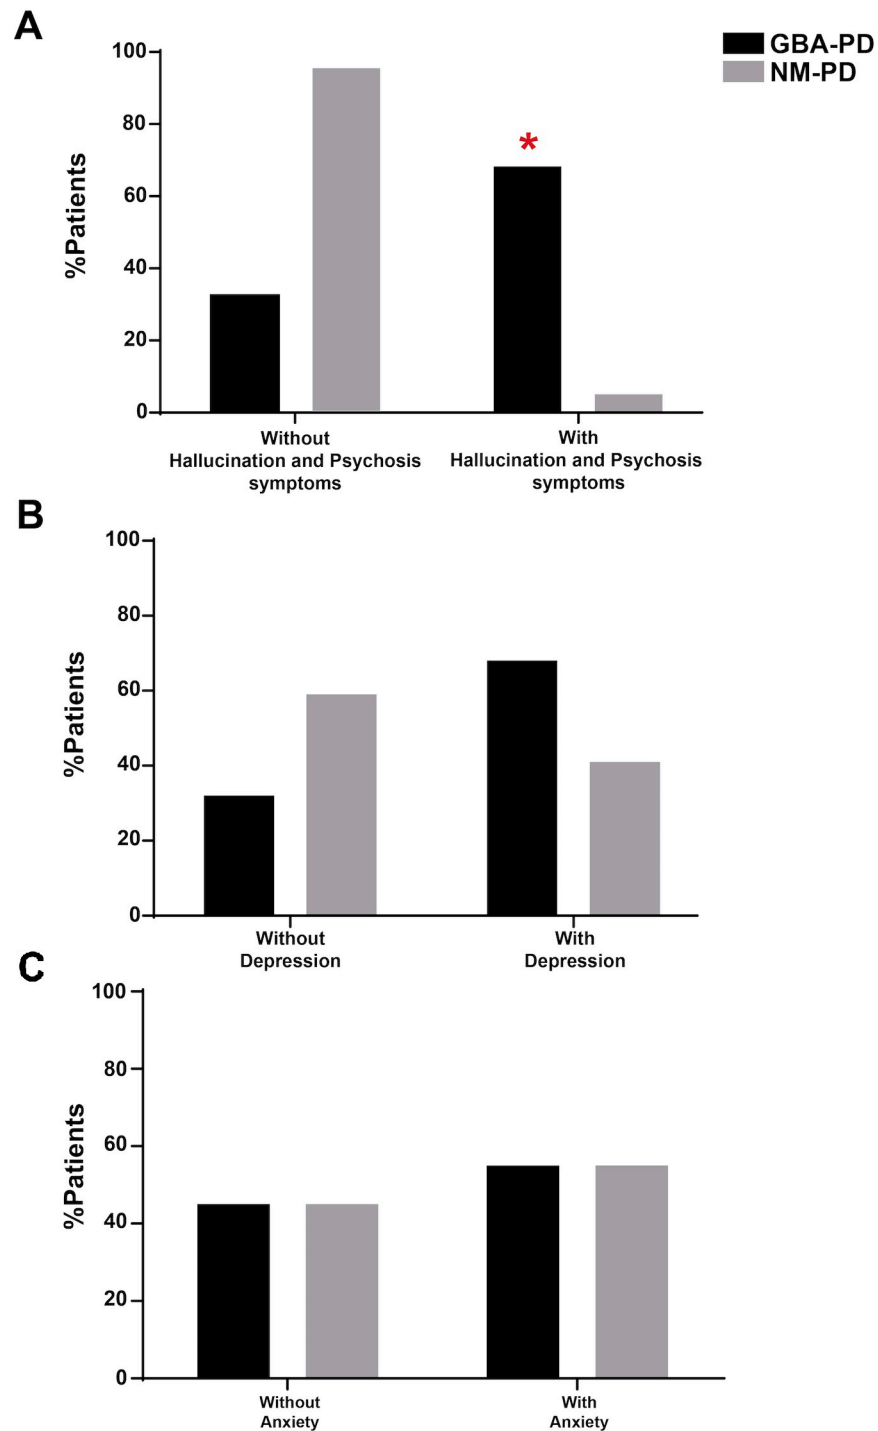 A
GBA-PD
NM-PD
100
80
60
40
20
0
%Patients
*
Without
Hallucination and Psychosis
symptoms
With
Hallucination and Psychosis
symptoms
B
100
80
60
40
20
0
%Patients
Without
Depression
With
Depression
C
100
80
60
40
20
0
%Patients
Without
Anxiety
With
Anxiety